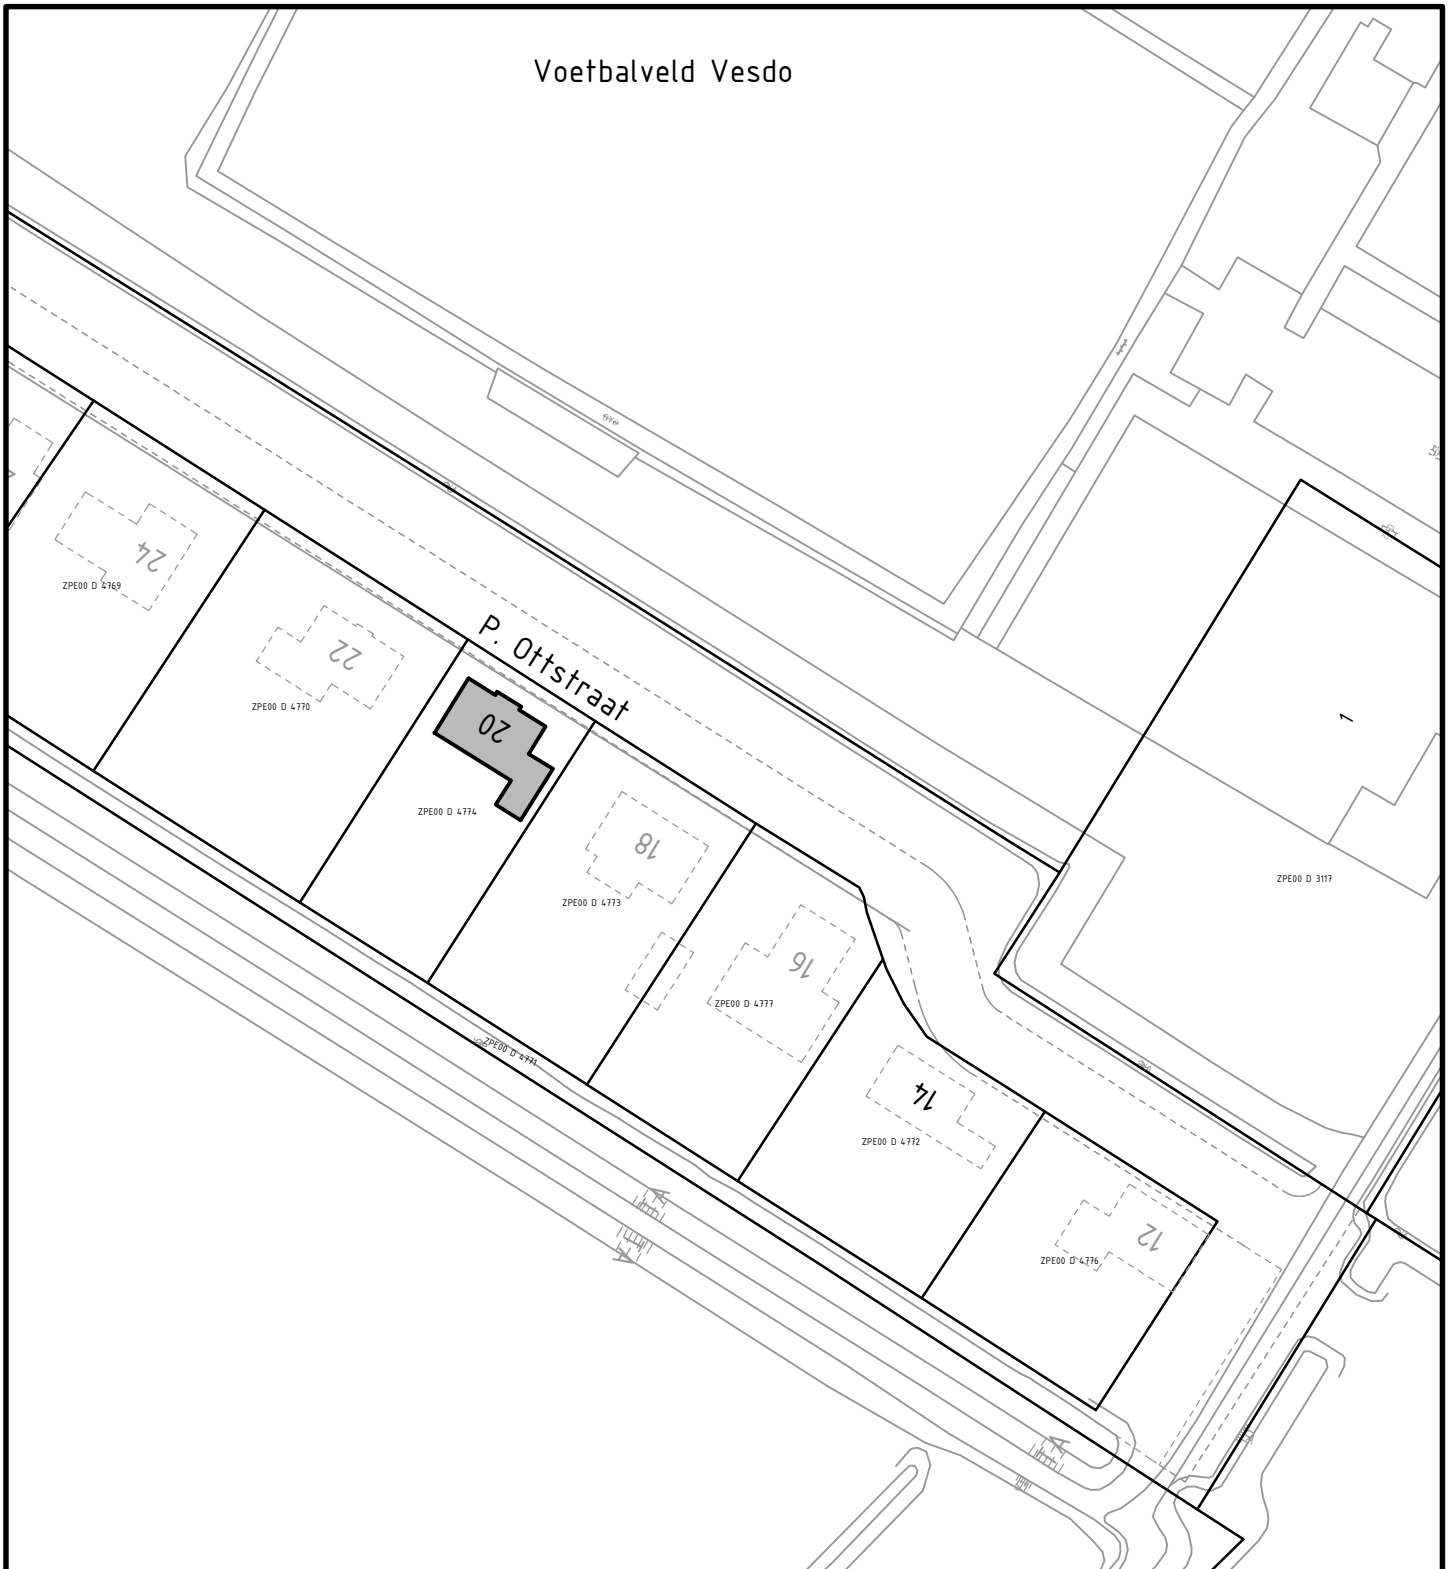 Voetbalveld Vesdo
24
ZPE00 D 4769
22
ZPE00 D 4770
P. Ottstraat
20
ZPE00 D 4774
18
ZPE00 D 4773
1
ZPE00 D 3117
16
ZPE00 D 4777
ZPE00 D 4771
14
ZPE00 D 4772
12
ZPE00 D 4776